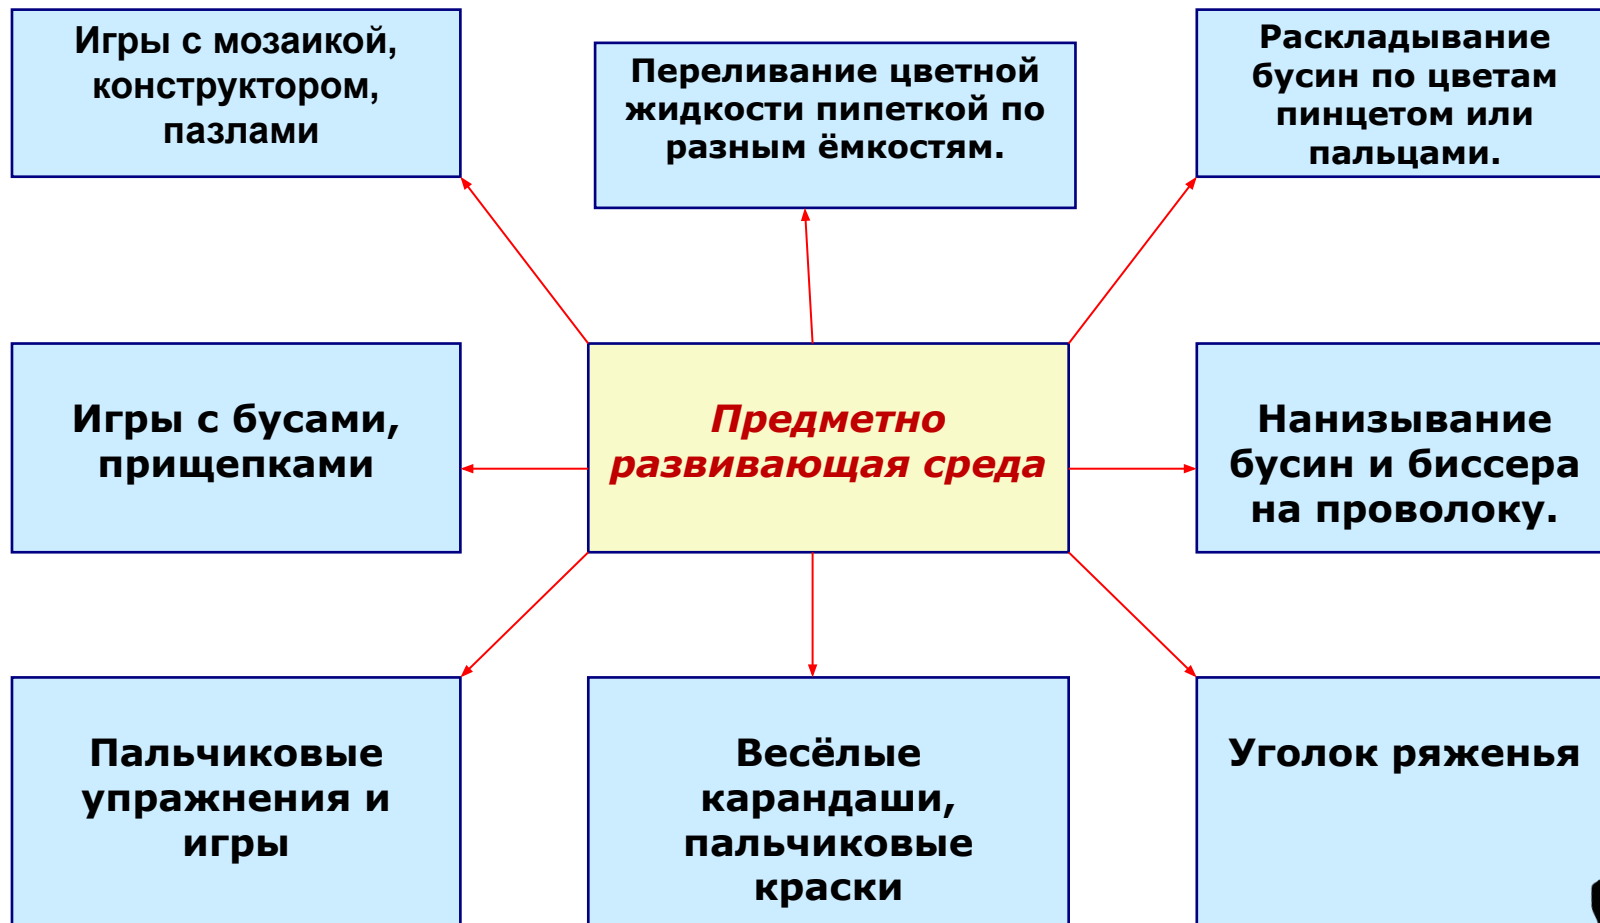 Игры с мозаикой,
конструктором,
пазлами
Переливание цветной
жидкости пипеткой по
разным ёмкостям.
Раскладывание
бусин по цветам
пинцетом или
пальцами.
Игры с бусами,
прищепками
Предметно
развивающая среда
Нанизывание
бусин и биссера
на проволоку.
Пальчиковые
упражнения и
игры
Весёлые
карандаши,
пальчиковые
краски
Уголок ряженья